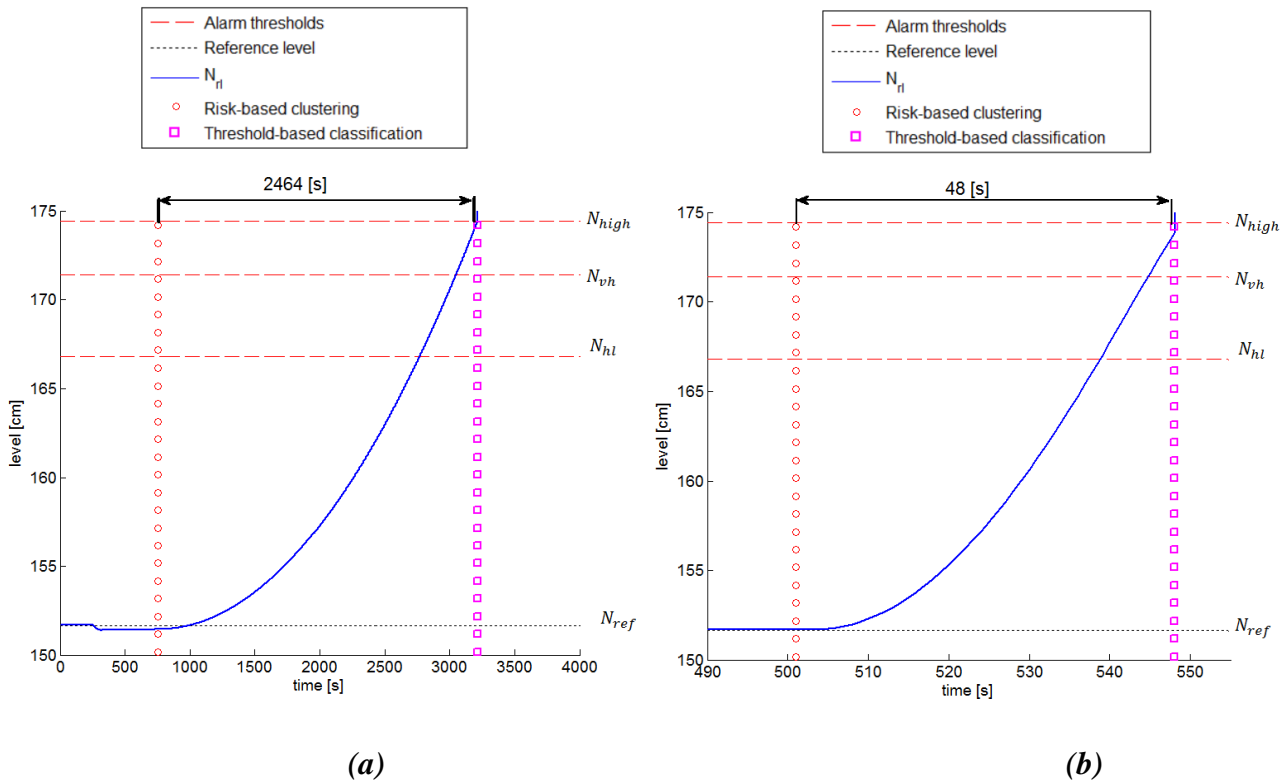 Alarm thresholds
Reference level
N_rl
Risk-based clustering
Threshold-based classification
2464 [s]
175
170
165
160
155
150
level [cm]
N_high
N_vh
N_hl
N_ref
0 500 1000 1500 2000 2500 3000 3500 4000
time [s]
(a)
Alarm thresholds
Reference level
N_rl
Risk-based clustering
Threshold-based classification
48 [s]
175
170
165
160
155
150
level [cm]
N_high
N_vh
N_hl
N_ref
490 500 510 520 530 540 550
time [s]
(b)